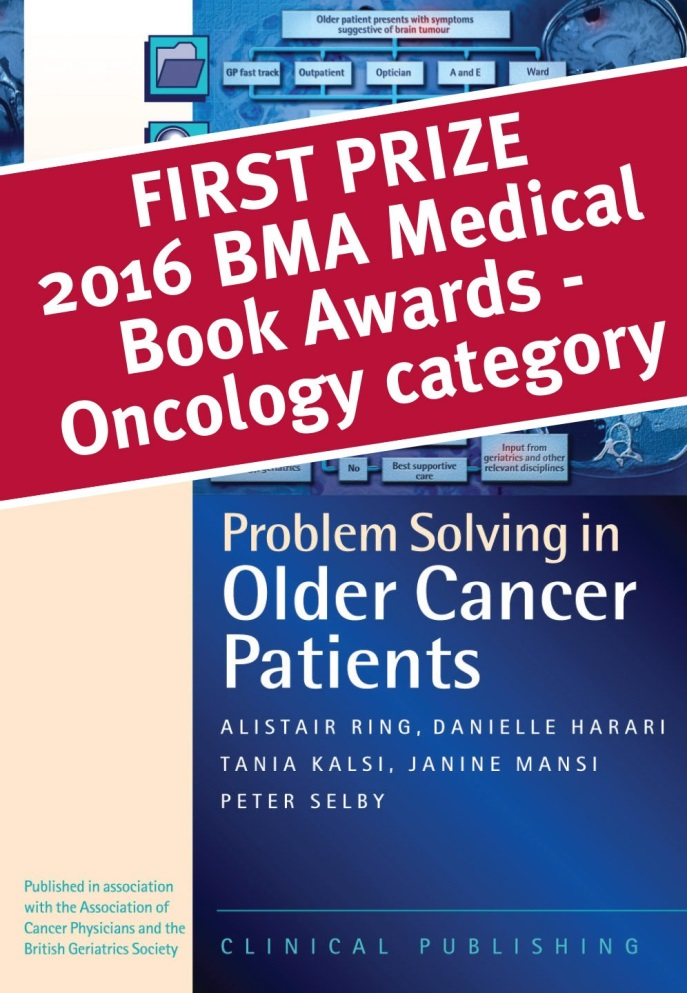 Older patient presents with symptoms
suggestive of brain tumour
GP fast track
Outpatient
Optician
A and E
Ward
FIRST PRIZE
2016 BMA Medical
Book Awards -
Oncology category
No
Best supportive
care
Input from
geriatrics and other
relevant disciplines
Problem Solving in
Older Cancer
Patients
ALISTAIR RING, DANIELLE HARARI
TANIA KALSI, JANINE MANSI
PETER SELBY
Published in association
with the Association of
Cancer Physicians and the
British Geriatrics Society
CLINICAL PUBLISHING